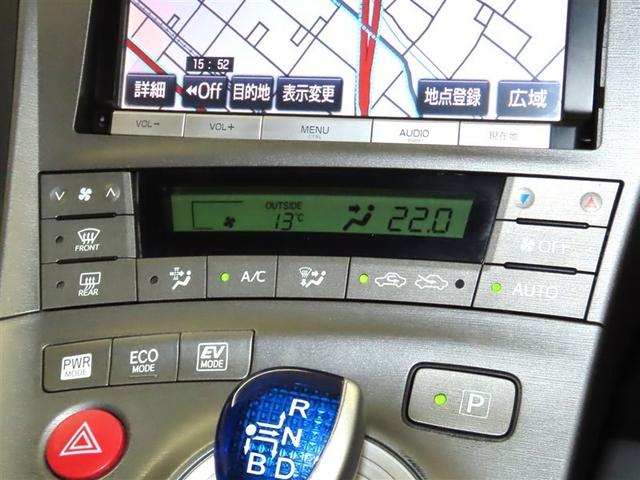 15:52
詳細 ◀◀Off 目的地 表示変更 地点登録 広域
VOL− VOL+ MENU AUDIO 現在地
OUTSIDE
13℃ 22.0
FRONT OFF
REAR A/C AUTO
PWR MODE ECO MODE EV MODE
P
R
N
B D